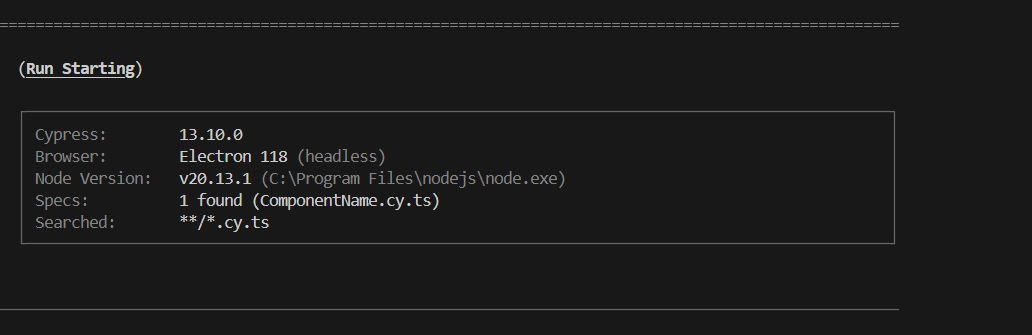 ====================================================================================================
(Run Starting)
Cypress: 13.10.0
Browser: Electron 118 (headless)
Node Version: v20.13.1 (C:\Program Files\nodejs\node.exe)
Specs: 1 found (ComponentName.cy.ts)
Searched: **/*.cy.ts